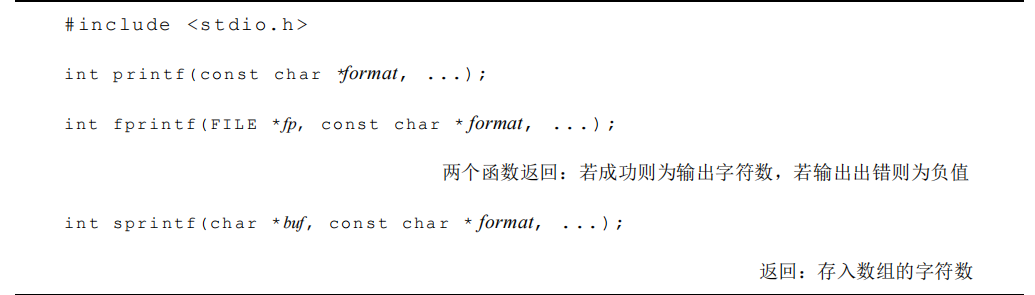 #include <stdio.h>
int printf(const char *format, ...);
int fprintf(FILE *fp, const char *format, ...);
两个函数返回：若成功则为输出字符数，若输出出错则为负值
int sprintf(char *buf, const char *format, ...);
返回：存入数组的字符数